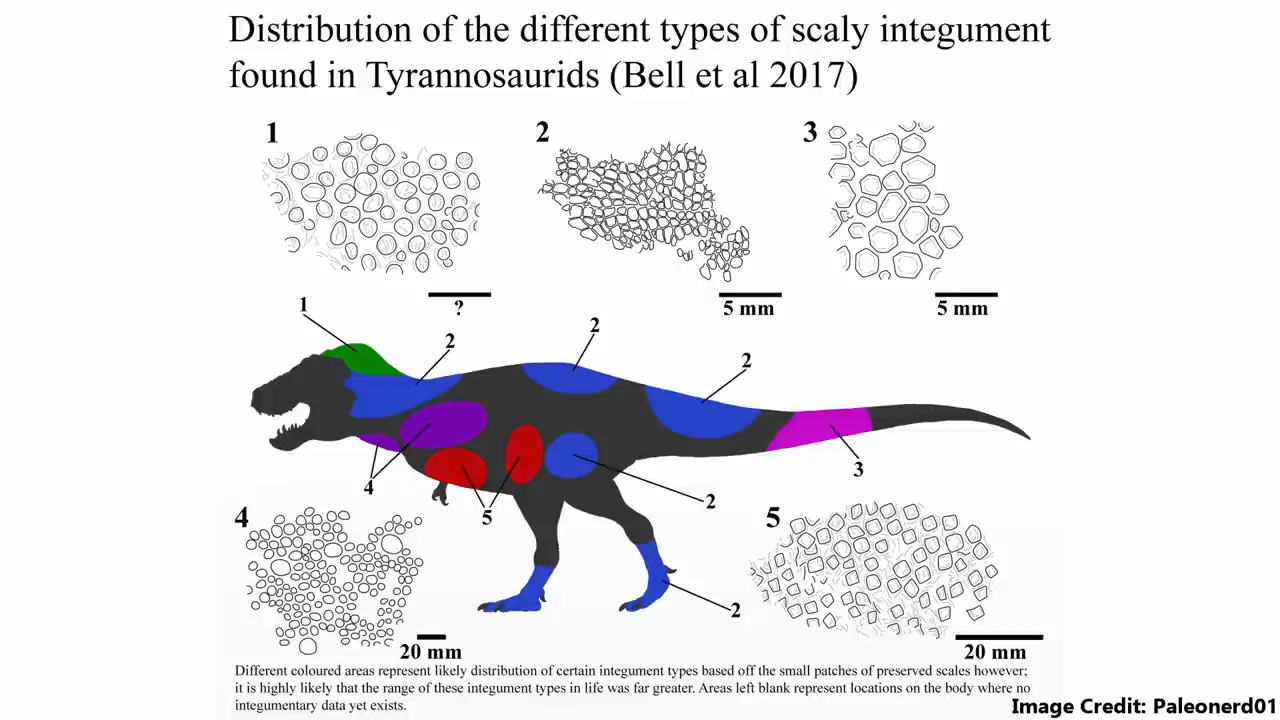 Distribution of the different types of scaly integument
found in Tyrannosaurids (Bell et al 2017)
1
2
3
?
5 mm
5 mm
1
2
2
2
3
4
5
2
2
4
5
20 mm
20 mm
Different coloured areas represent likely distribution of certain integument types based off the small patches of preserved scales however;
it is highly likely that the range of these integument types in life was far greater. Areas left blank represent locations on the body where no
integumentary data yet exists.
Image Credit: Paleonerd01